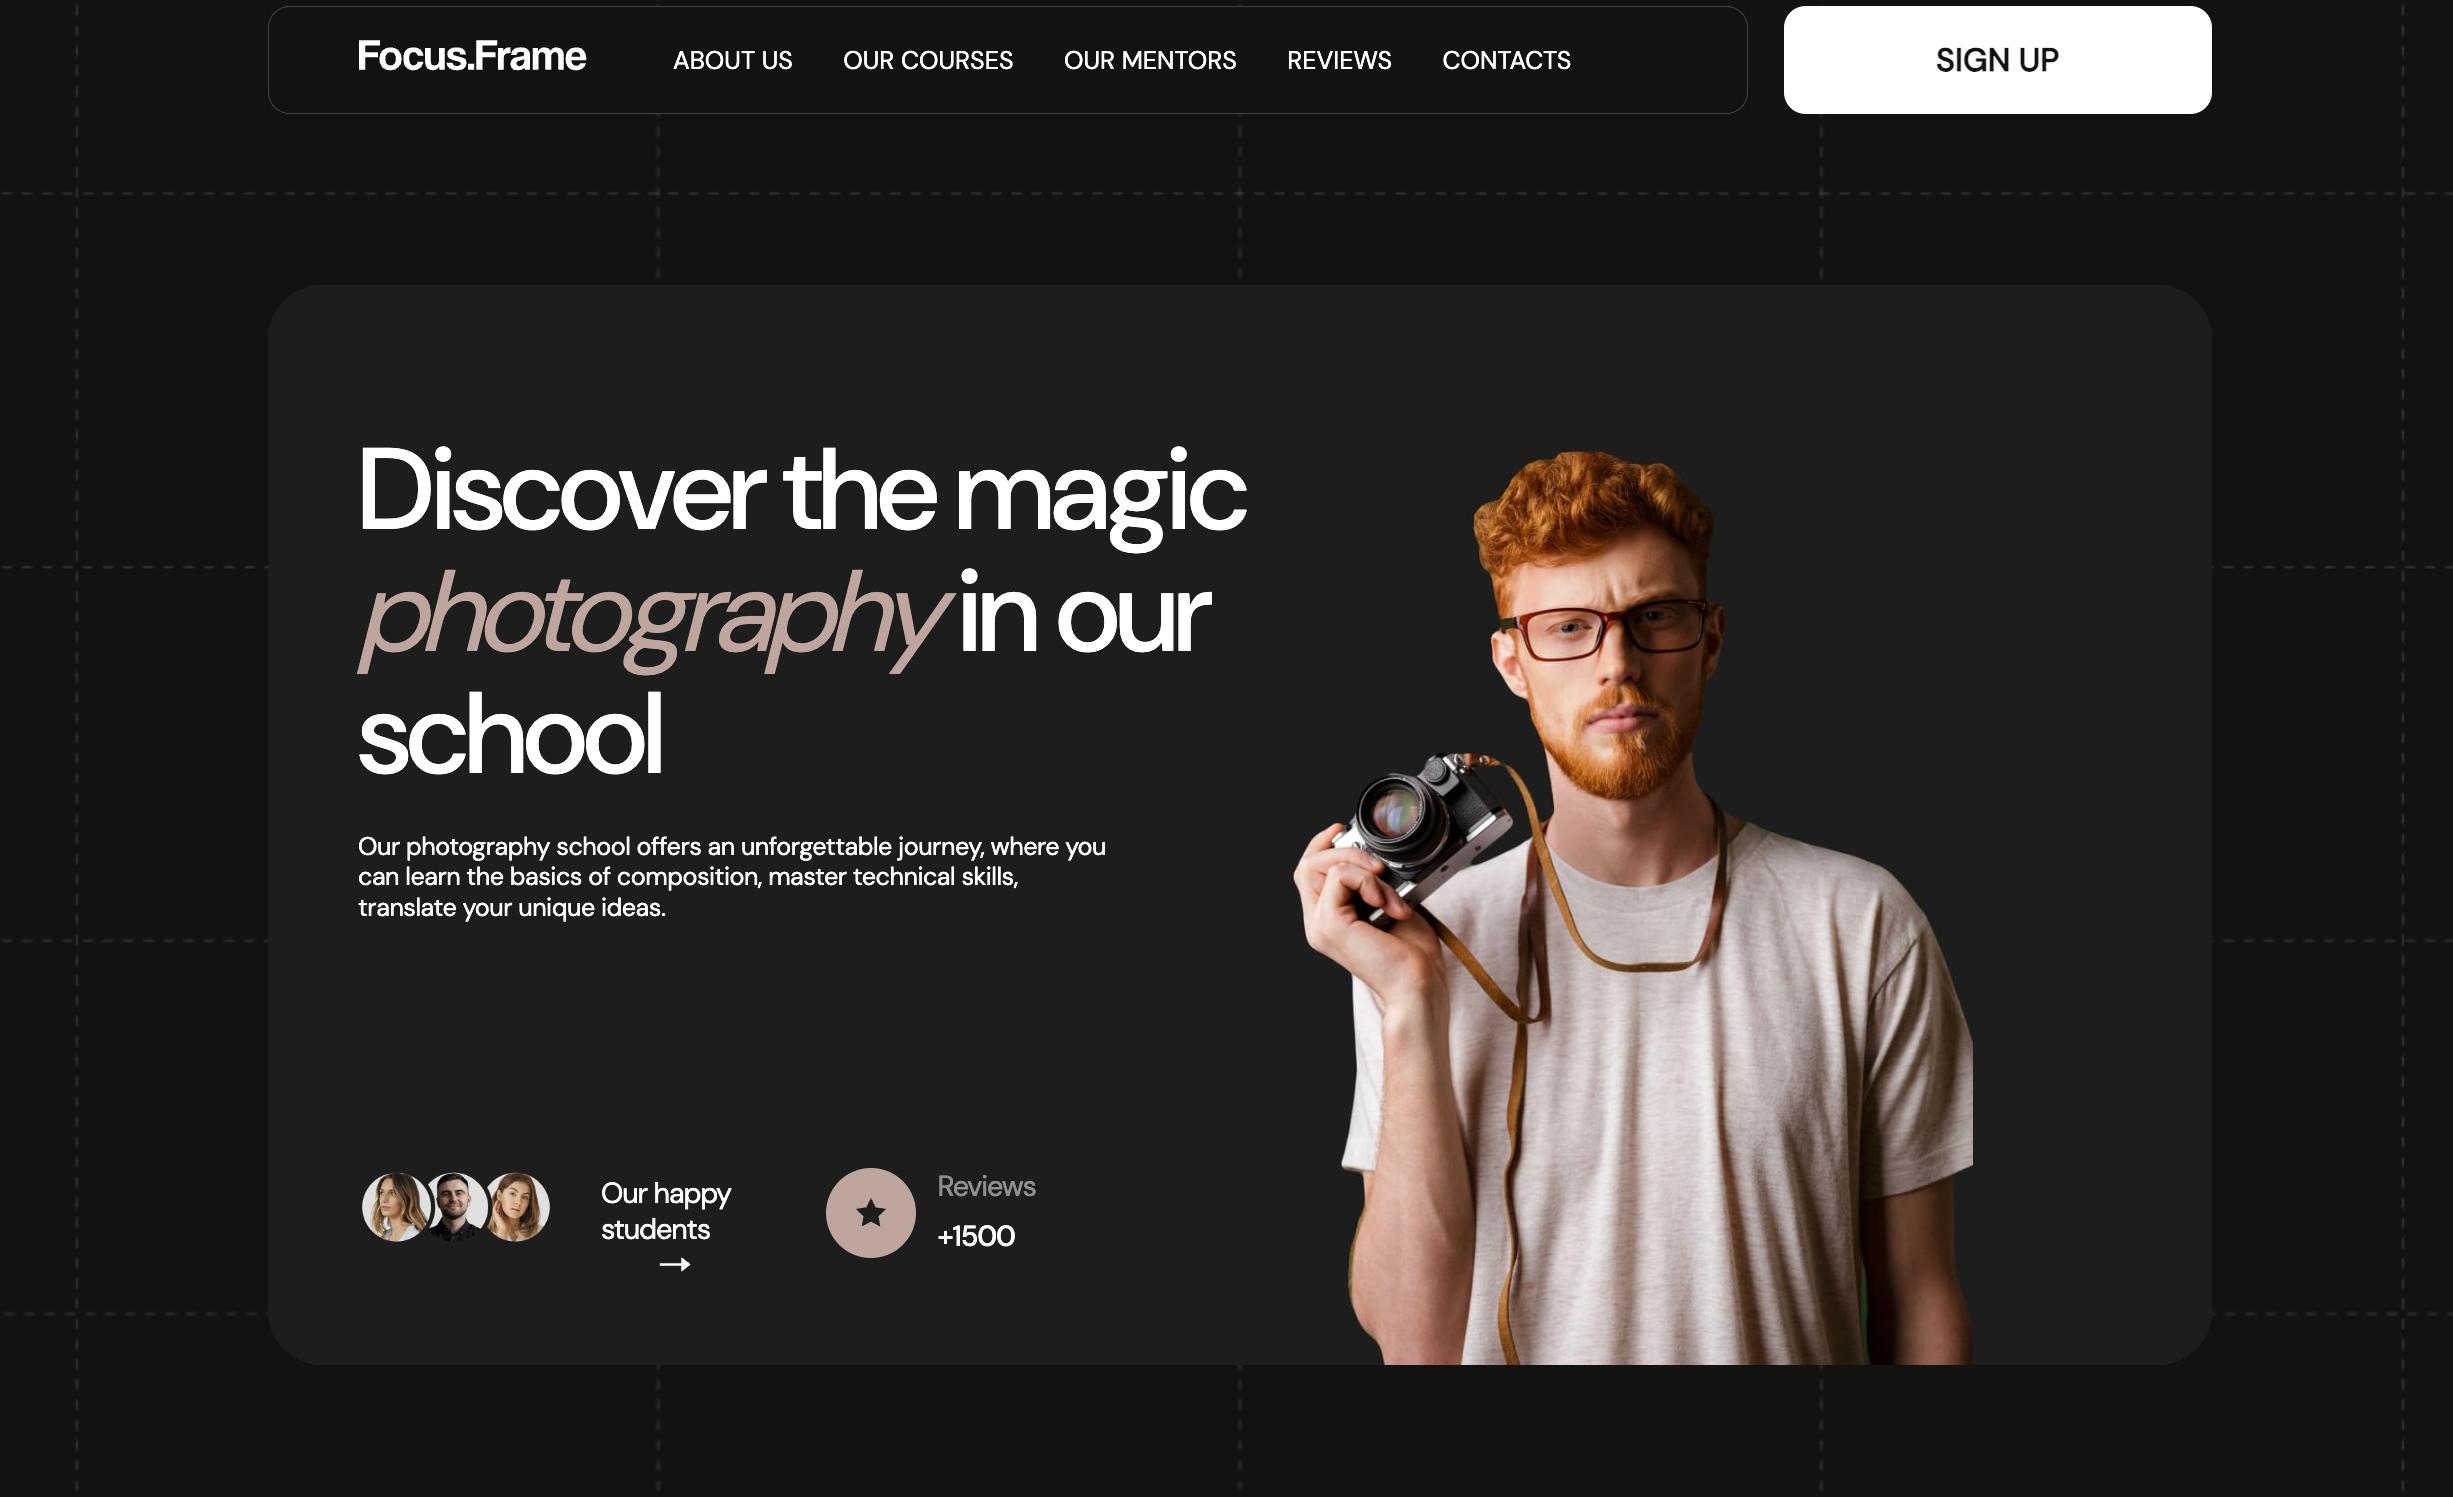 Focus.Frame
ABOUT US
OUR COURSES
OUR MENTORS
REVIEWS
CONTACTS
SIGN UP
Discover the magic
photography in our
school
Our photography school offers an unforgettable journey, where you
can learn the basics of composition, master technical skills,
translate your unique ideas.
Our happy
students
Reviews
+1500